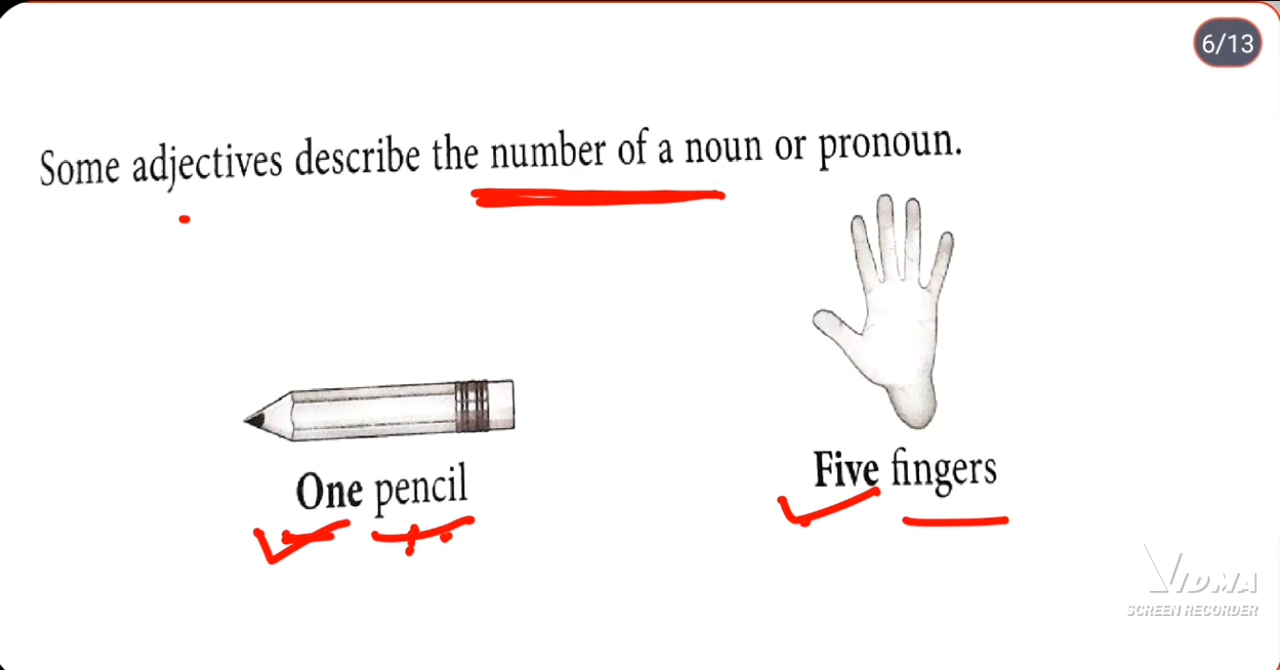 6/13
Some adjectives describe the number of a noun or pronoun.
One pencil
Five fingers
VIDMA
SCREEN RECORDER